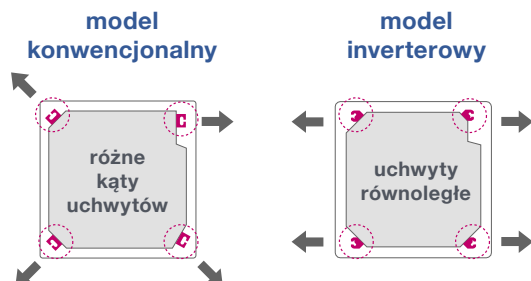 model
konwencjonalny
różne
kąty
uchwytów
model
inverterowy
uchwyty
równoległe